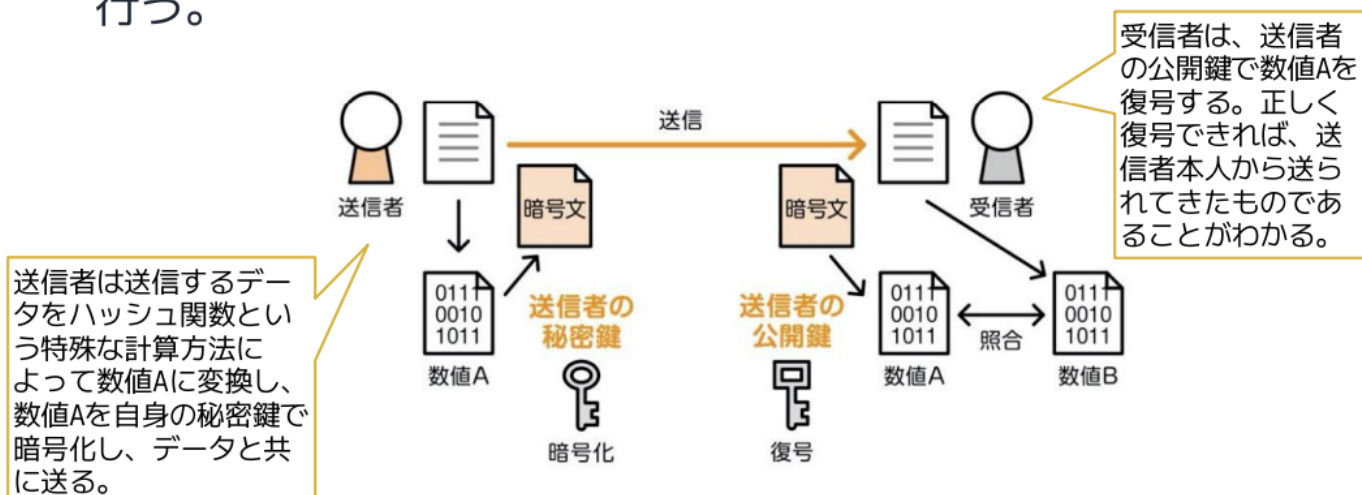 行う。
受信者は、送信者
の公開鍵で数値Aを
復号する。正しく
復号できれば、送
信者本人から送ら
れてきたものであ
ることがわかる。
送信
送信者
暗号文
暗号文
受信者
送信者は送信するデー
タをハッシュ関数とい
う特殊な計算方法に
よって数値Aに変換し、
数値Aを自身の秘密鍵で
暗号化し、データと共
に送る。
0111
0010
1011
数値A
送信者の
秘密鍵
暗号化
送信者の
公開鍵
復号
0111
0010
1011
数値A
照合
0111
0010
1011
数値B